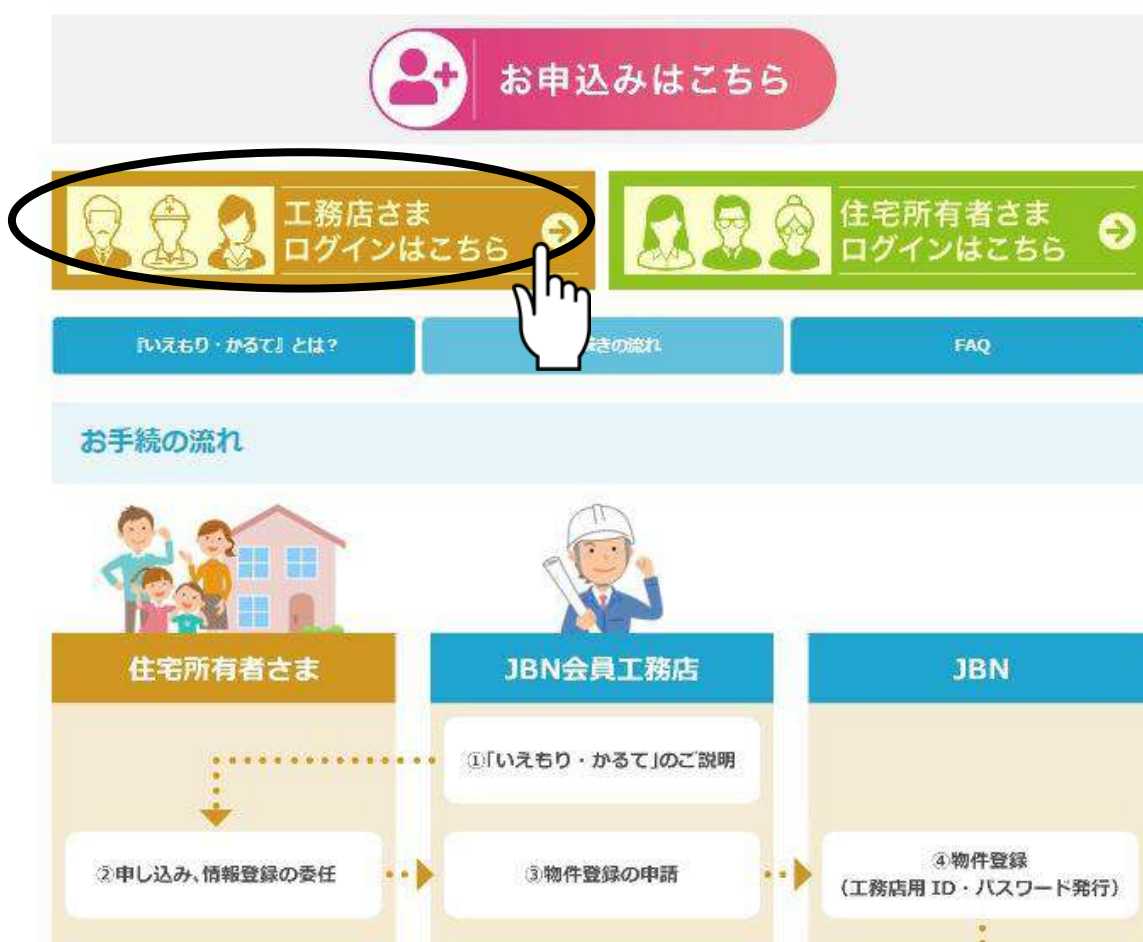 お申込みはこちら
工務店さま
ログインはこちら
住宅所有者さま
ログインはこちら
『いえもり・かるて』とは？
きの流れ
FAQ
お手続の流れ
住宅所有者さま
JBN会員工務店
JBN
①「いえもり・かるて」のご説明
②申し込み、情報登録の委任
③物件登録の申請
④物件登録
（工務店用 ID・パスワード発行）